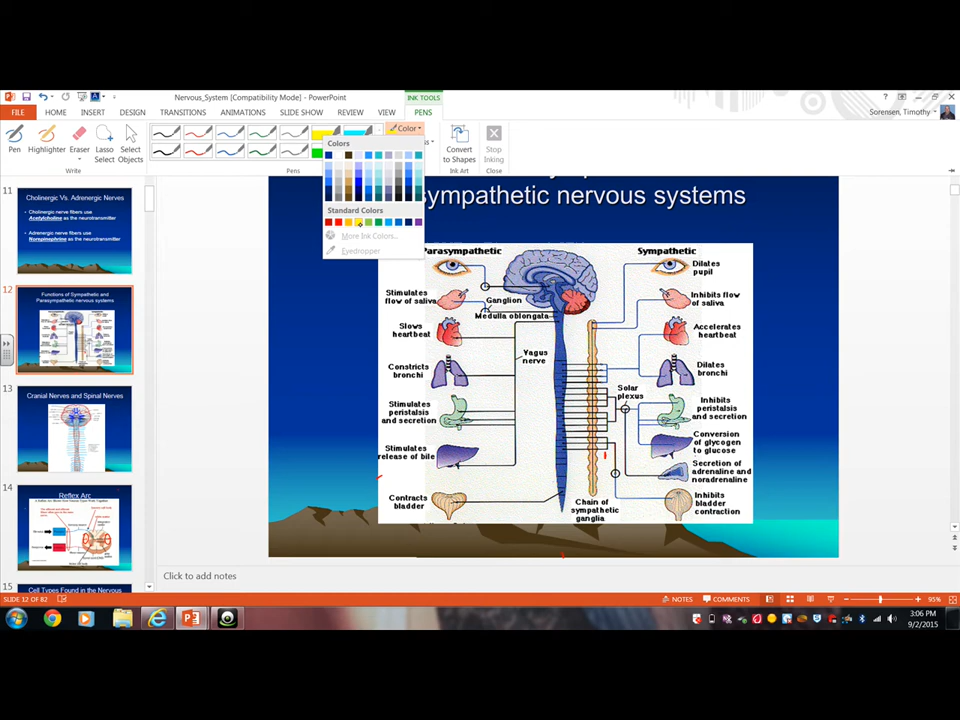 Nervous_System [Compatibility Mode] - PowerPoint
INK TOOLS
FILE HOME INSERT DESIGN TRANSITIONS ANIMATIONS SLIDE SHOW REVIEW VIEW PENS
Sorensen, Timothy
Pen Highlighter Eraser Lasso Select Select Objects
Color
Convert to Shapes
Stop Inking
Write
Pens
Ink Art
Close
Colors
Standard Colors
More Ink Colors...
Eyedropper
11
Cholinergic Vs. Adrenergic Nerves
Cholinergic nerve fibers use
Acetylcholine as the neurotransmitter
Adrenergic nerve fibers use
Norepinephrine as the neurotransmitter
12
Functions of Sympathetic and
Parasympathetic nervous systems
13
Cranial Nerves and Spinal Nerves
14
Reflex Arc
15
Cell Types Found in the Nervous
sympathetic nervous systems
Parasympathetic
Sympathetic
Dilates
pupil
Stimulates
flow of saliva
Ganglion
Medulla oblongata
Inhibits flow
of saliva
Slows
heartbeat
Accelerates
heartbeat
Vagus
nerve
Constricts
bronchi
Dilates
bronchi
Solar
plexus
Stimulates
peristalsis
and secretion
Inhibits
peristalsis
and secretion
Stimulates
release of bile
Conversion
of glycogen
to glucose
Secretion of
adrenaline and
noradrenaline
Contracts
bladder
Chain of
sympathetic
ganglia
Inhibits
bladder
contraction
Click to add notes
SLIDE 12 OF 82
NOTES
COMMENTS
95%
3:06 PM
9/2/2015